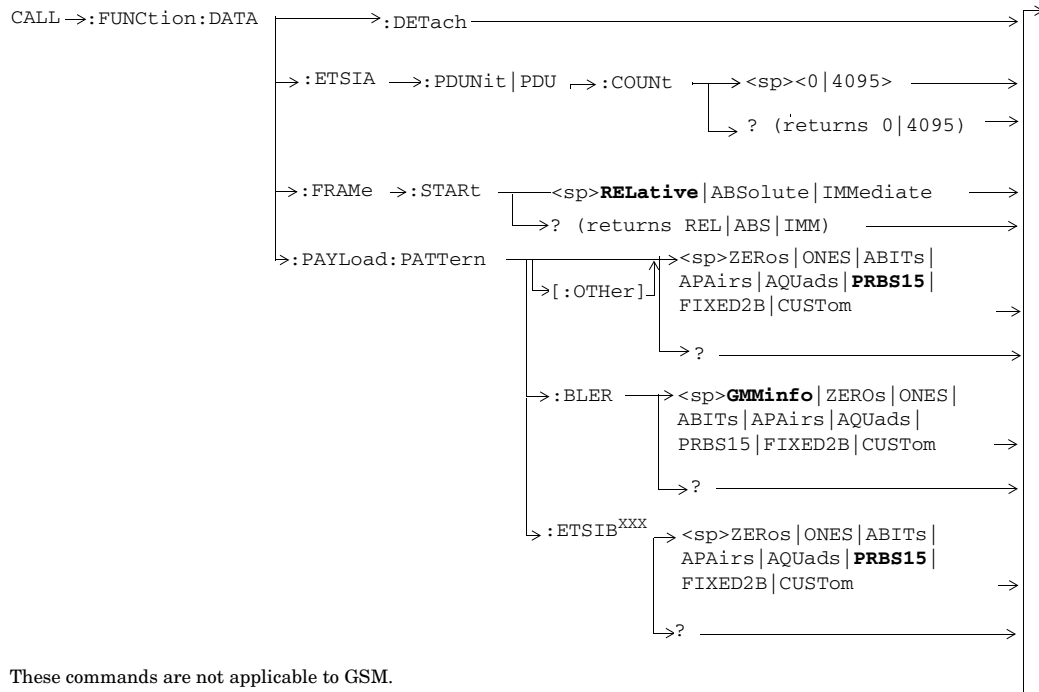 CALL :FUNCtion:DATA :DETach
:ETSIA :PDUNit|PDU :COUNt <sp><0|4095>
? (returns 0|4095)
:FRAMe :STARt <sp>RELative|ABSolute|IMMediate
? (returns REL|ABS|IMM)
:PAYLoad:PATTern <sp>ZERos|ONES|ABITs|
[:OTHer] APAirs|AQUads|PRBS15|
FIXED2B|CUSTom
?
:BLER <sp>GMMinfo|ZEROs|ONES|
ABITs|APAirs|AQUads|
PRBS15|FIXED2B|CUSTom
?
:ETSIBXXX <sp>ZERos|ONES|ABITs|
APAirs|AQUads|PRBS15|
FIXED2B|CUSTom
?
These commands are not applicable to GSM.